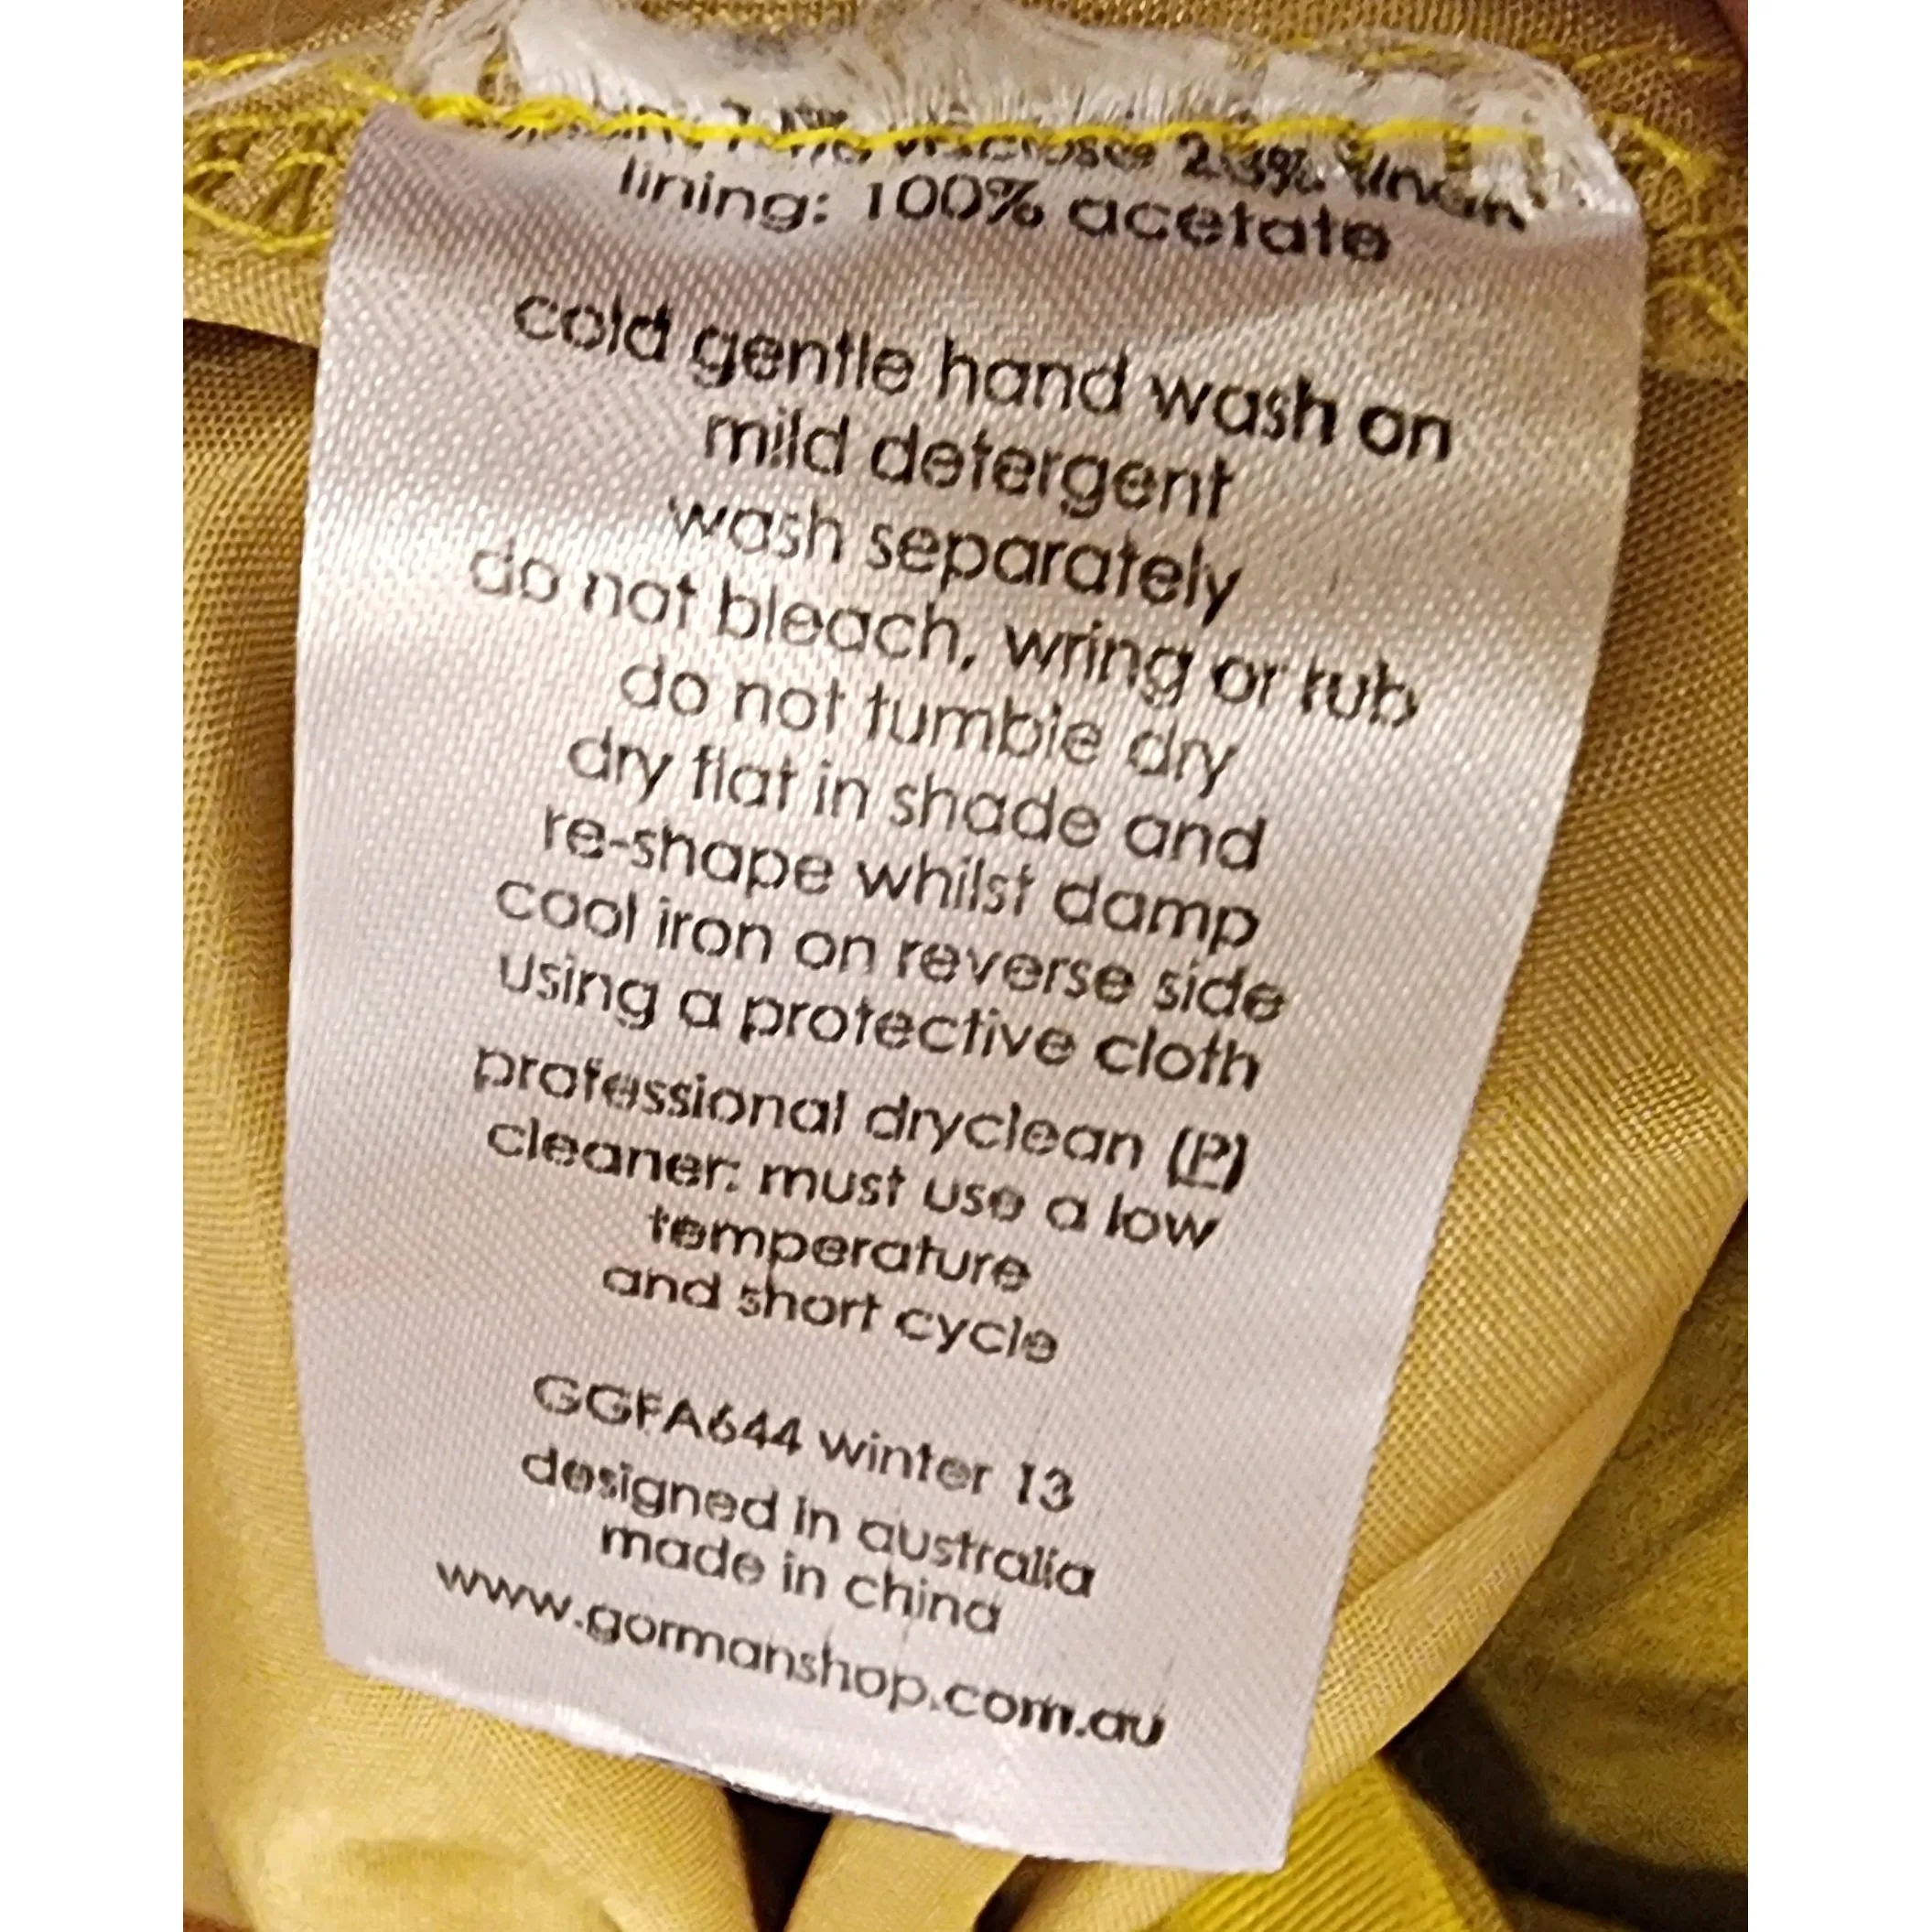 viscose 23% linen
lining: 100% acetate
cold gentle hand wash on
mild detergent
wash separately
do not bleach, wring or rub
do not tumble dry
dry flat in shade and
re-shape whilst damp
cool iron on reverse side
using a protective cloth
professional dryclean (P)
cleaner: must use a low
temperature
and short cycle
GGFA644 winter 13
designed in australia
made in china
www.gormanshop.com.au